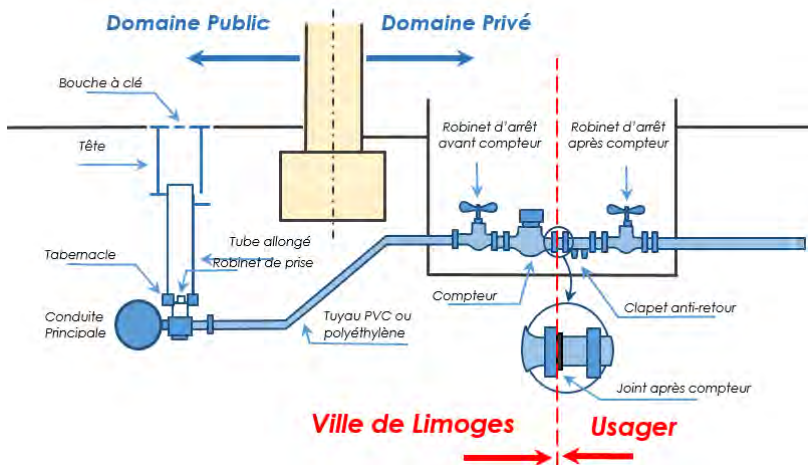 Domaine Public
Domaine Privé
Bouche à clé
Robinet d'arrêt
avant compteur
Robinet d'arrêt
après compteur
Tête
Tube allongé
Tabernacle
Robinet de prise
Conduite
Principale
Tuyau PVC ou
polyéthylène
Compteur
Clapet anti-retour
Joint après compteur
Ville de Limoges
Usager